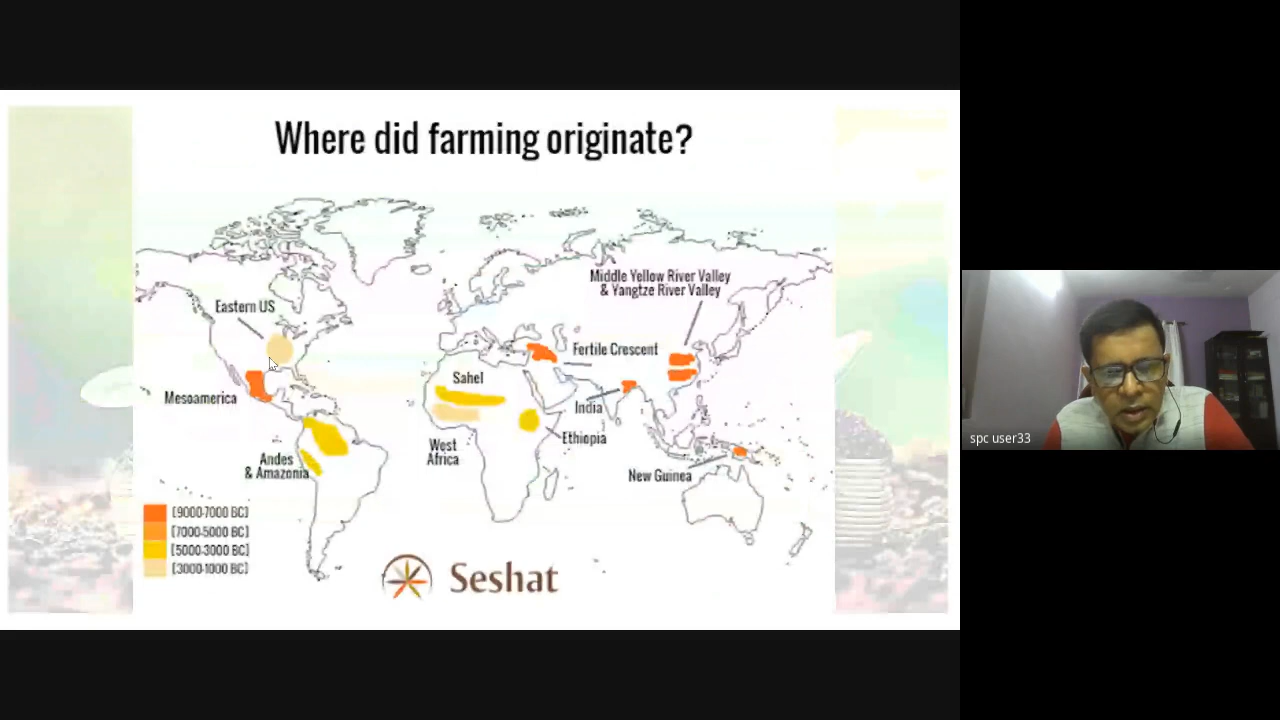 Where did farming originate?
Middle Yellow River Valley
& Yangtze River Valley
Eastern US
Fertile Crescent
Sahel
Mesoamerica
India
Ethiopia
West
Africa
Andes
& Amazonia
New Guinea
(9000-7000 BC)
(7000-5000 BC)
(5000-3000 BC)
(3000-1000 BC)
Seshat
spc user33